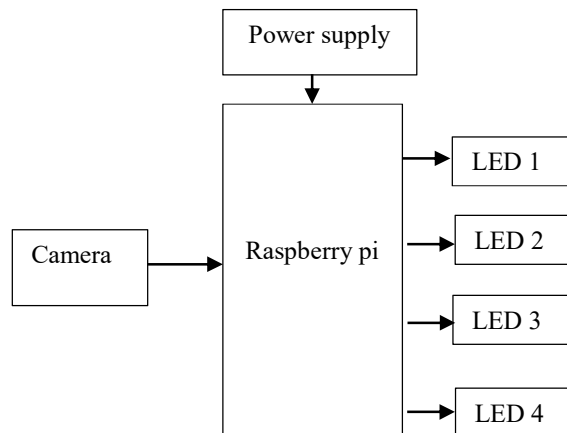 Power supply
LED 1
LED 2
Camera
Raspberry pi
LED 3
LED 4